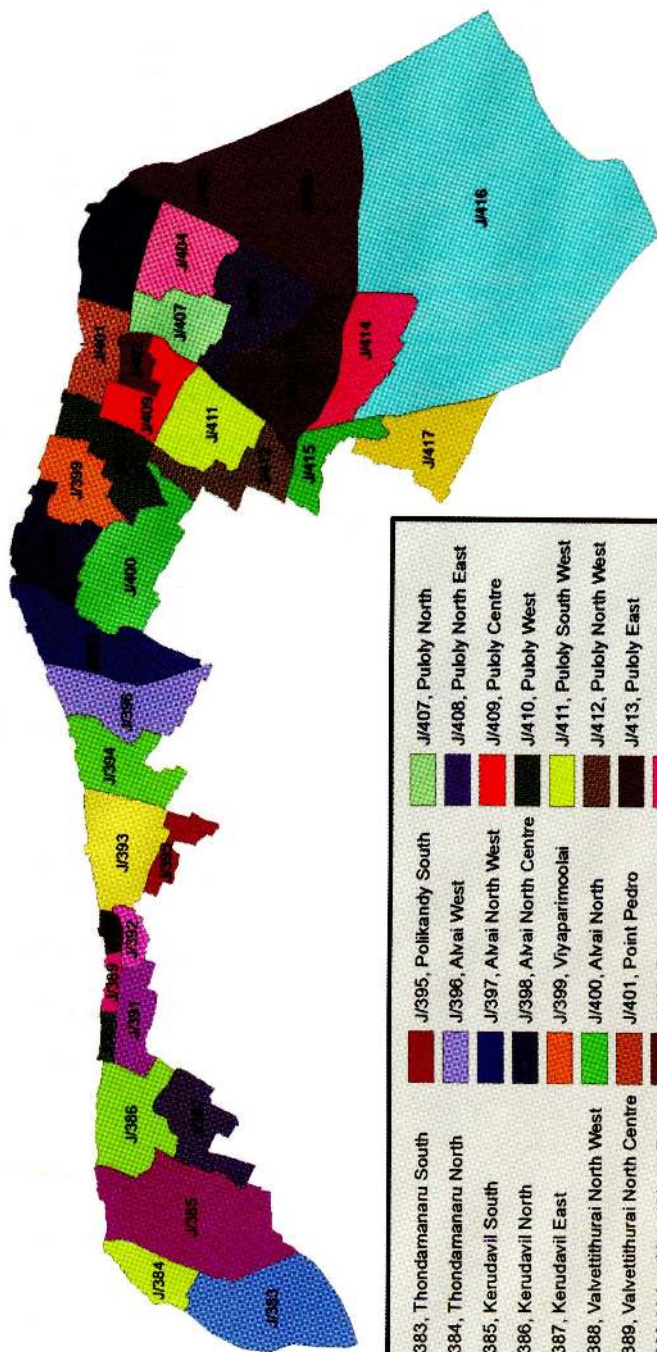 J/399
J/401
J/394
J/389
J/393
J/400
J/396
J/392
J/386
J/391
J/409
J/384
J/404
J/407
J/385
J/411
J/383
J/415
J/414
J/417
J/416
383, Thondamanaru South
384, Thondamanaru North
385, Kerudavil South
386, Kerudavil North
387, Kerudavil East
388, Valvettithurai North West
389, Valvettithurai North Centre
J/395, Polikandy South
J/396, Alvai West
J/397, Alvai North West
J/398, Alvai North Centre
J/399, Viyaparimoolai
J/400, Alvai North
J/401, Point Pedro
J/407, Puloly North
J/408, Puloly North East
J/409, Puloly Centre
J/410, Puloly West
J/411, Puloly South West
J/412, Puloly North West
J/413, Puloly East